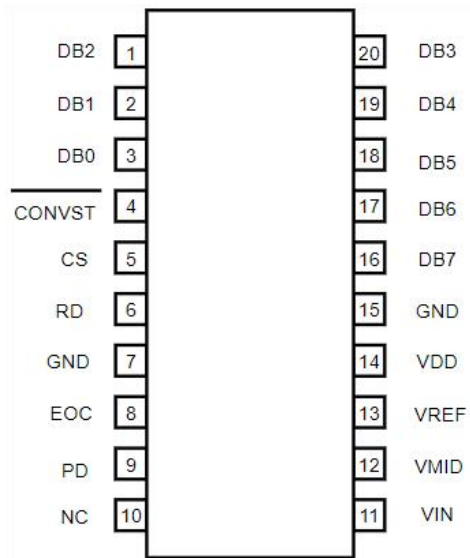 DB2 1 20 DB3
DB1 2 19 DB4
DB0 3 18 DB5
CONVST 4 17 DB6
CS 5 16 DB7
RD 6 15 GND
GND 7 14 VDD
EOC 8 13 VREF
PD 9 12 VMID
NC 10 11 VIN